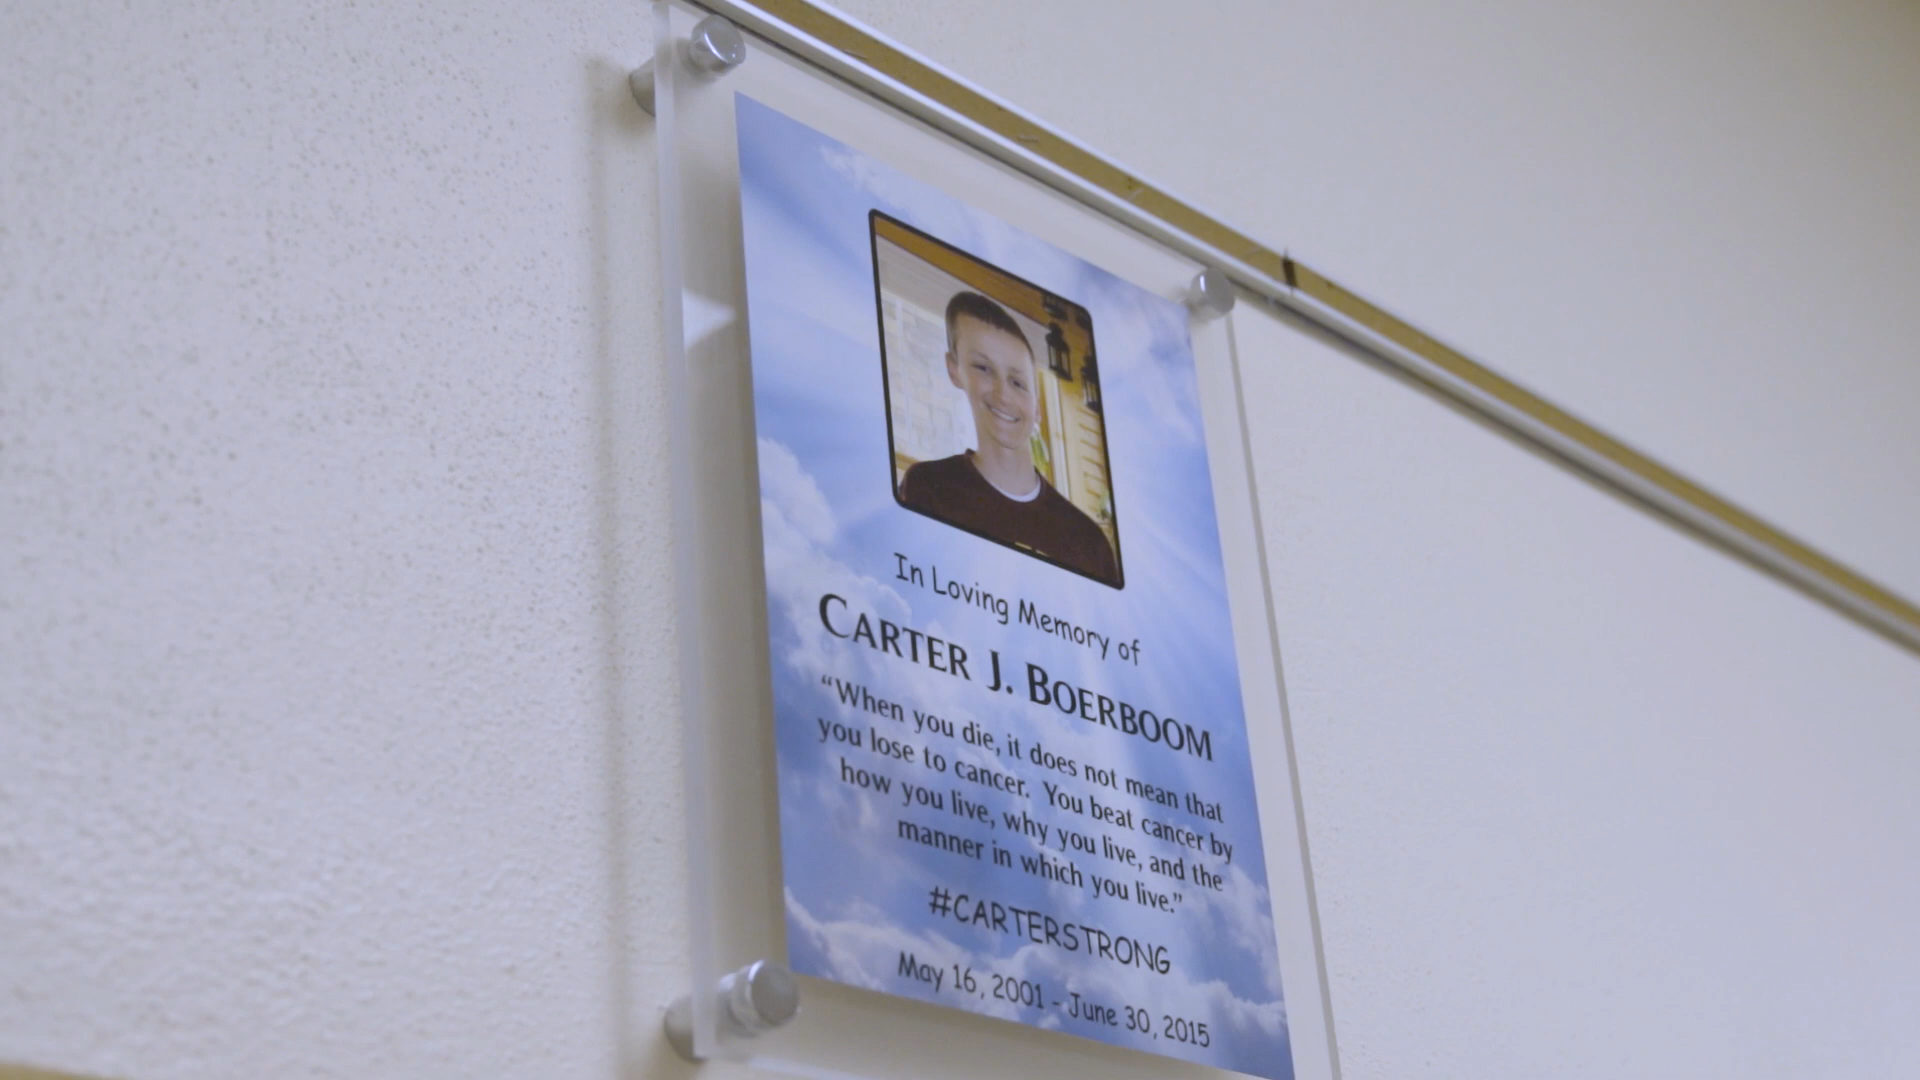 In Loving Memory of
CARTER J. BOERBOOM
“When you die, it does not mean that
you lose to cancer. You beat cancer by
how you live, why you live, and the
manner in which you live.”
#CARTERSTRONG
May 16, 2001 - June 30, 2015